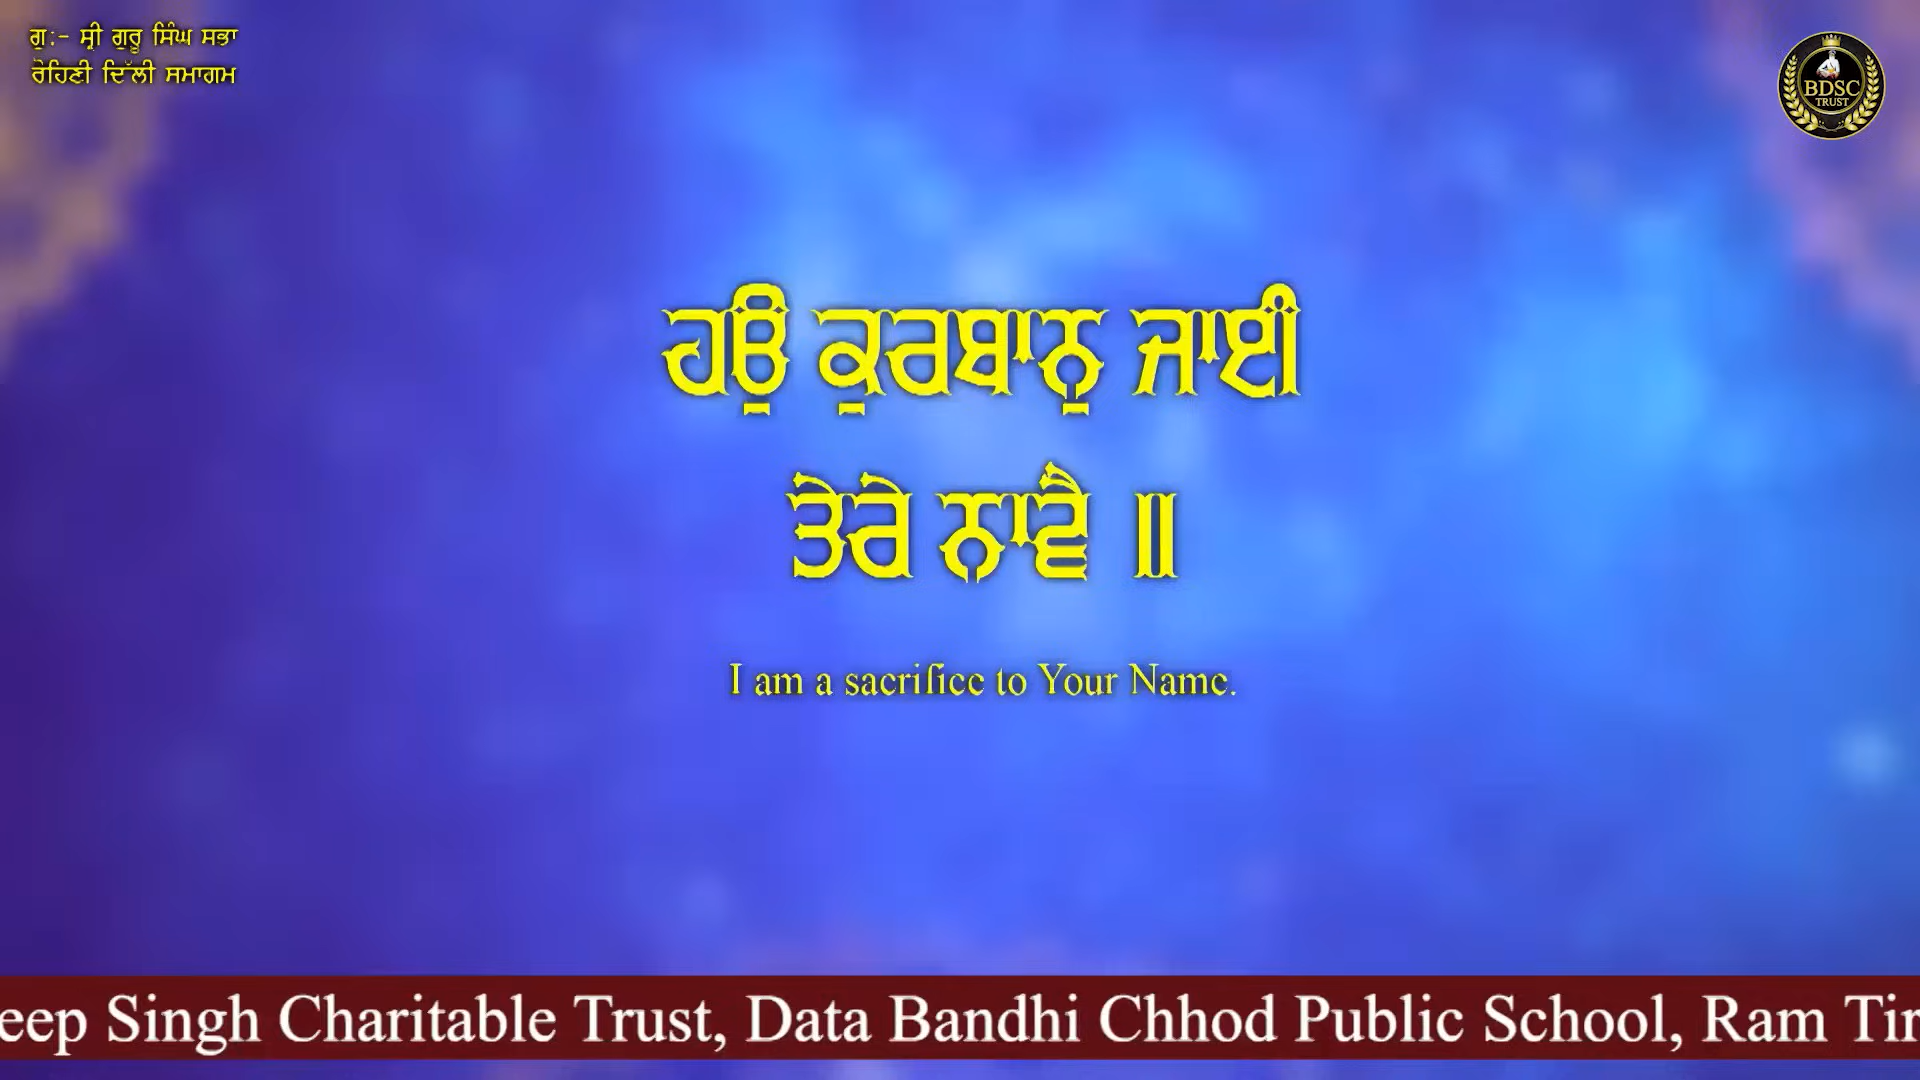 ਗੁ:- ਸ੍ਰੀ ਗੁਰੂ ਸਿੰਘ ਸਭਾ
ਰੋਹਿਣੀ ਦਿੱਲੀ ਸਮਾਗਮ
BDSC
TRUST
ਹਉ ਕੁਰਬਾਨੁ ਜਾਈ
ਤੇਰੇ ਨਾਵੈ ॥
I am a sacrifice to Your Name.
eep Singh Charitable Trust, Data Bandhi Chhod Public School, Ram Tir